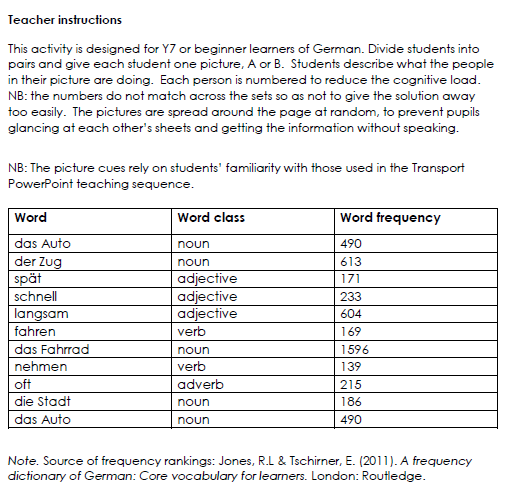 Teacher instructions
This activity is designed for Y7 or beginner learners of German. Divide students into
pairs and give each student one picture, A or B. Students describe what the people
in their picture are doing. Each person is numbered to reduce the cognitive load.
NB: the numbers do not match across the sets so as not to give the solution away
too easily. The pictures are spread around the page at random, to prevent pupils
glancing at each other's sheets and getting the information without speaking.
NB: The picture cues rely on students' familiarity with those used in the Transport
PowerPoint teaching sequence.
Word Word class Word frequency
das Auto noun 490
der Zug noun 613
spät adjective 171
schnell adjective 233
langsam adjective 604
fahren verb 169
das Fahrrad noun 1596
nehmen verb 139
oft adverb 215
die Stadt noun 186
das Auto noun 490
Note. Source of frequency rankings: Jones, R.L & Tschirner, E. (2011). A frequency
dictionary of German: Core vocabulary for learners. London: Routledge.